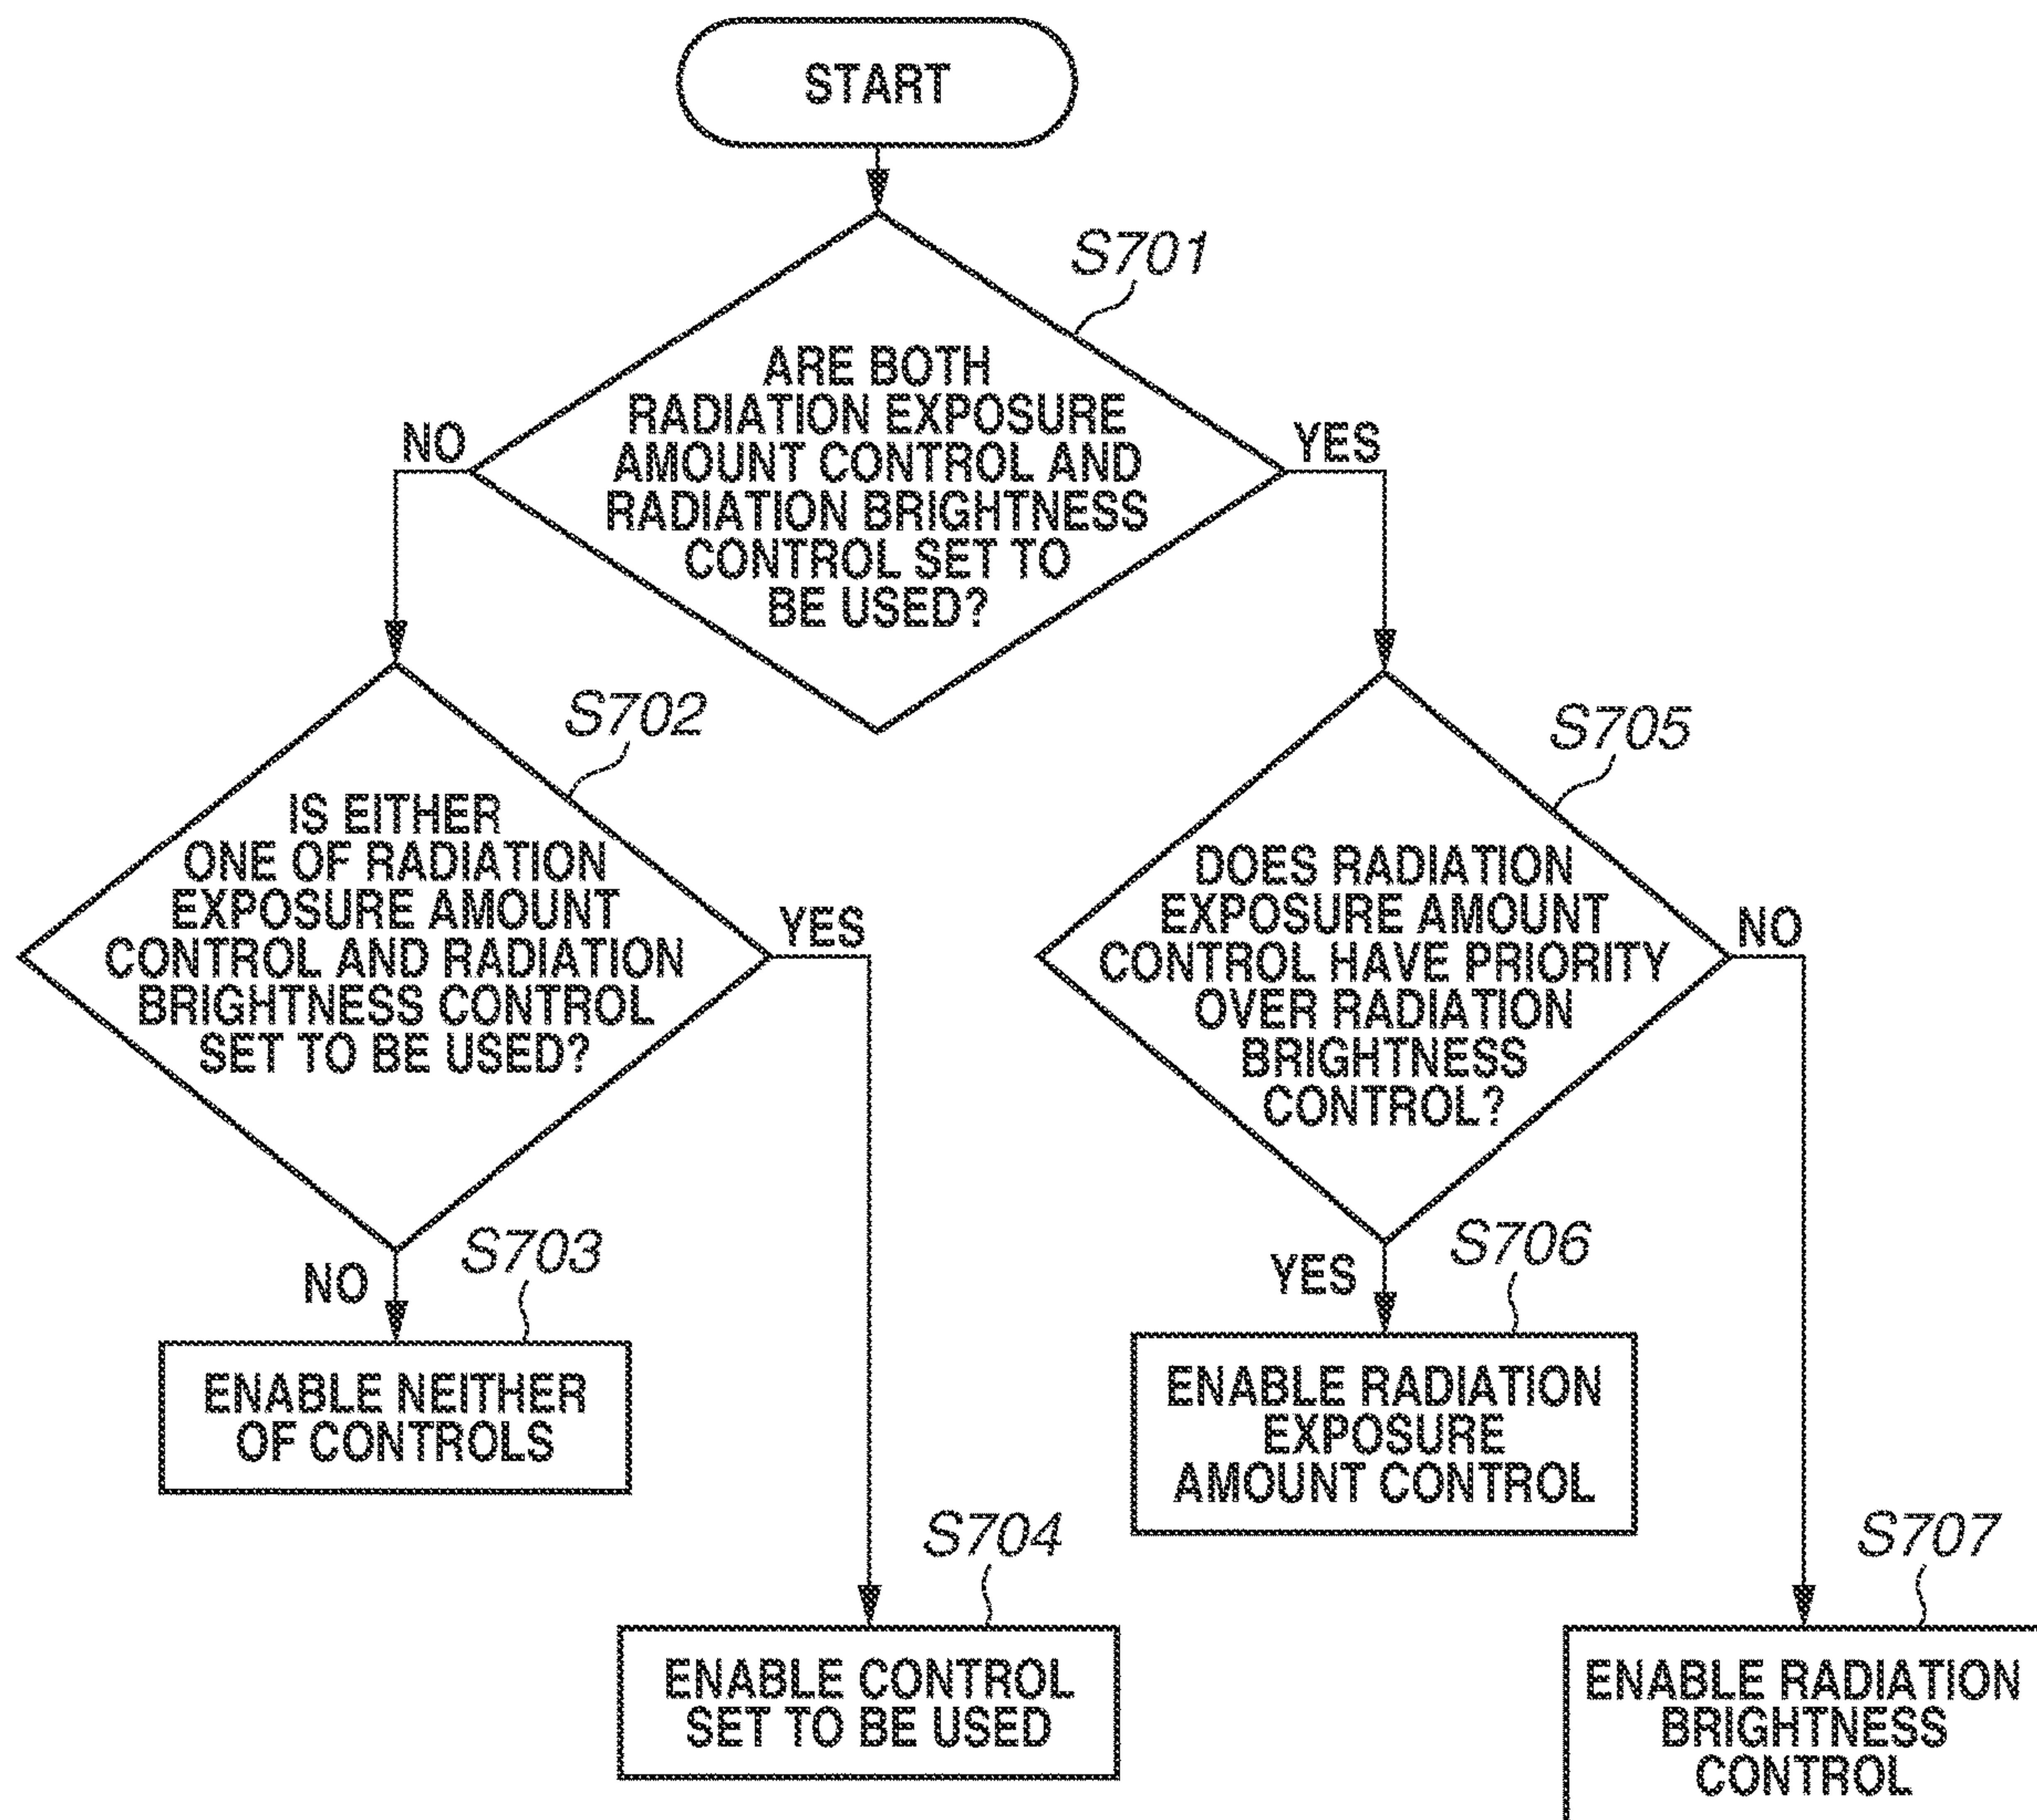 START
S701
ARE BOTH
RADIATION EXPOSURE
AMOUNT CONTROL AND
RADIATION BRIGHTNESS
CONTROL SET TO
BE USED?
NO
YES
S702
IS EITHER
ONE OF RADIATION
EXPOSURE AMOUNT
CONTROL AND RADIATION
BRIGHTNESS CONTROL
SET TO BE USED?
YES
NO
S703
ENABLE NEITHER
OF CONTROLS
S704
ENABLE CONTROL
SET TO BE USED
S705
DOES RADIATION
EXPOSURE AMOUNT
CONTROL HAVE PRIORITY
OVER RADIATION
BRIGHTNESS
CONTROL?
NO
YES
S706
ENABLE RADIATION
EXPOSURE
AMOUNT CONTROL
S707
ENABLE RADIATION
BRIGHTNESS
CONTROL